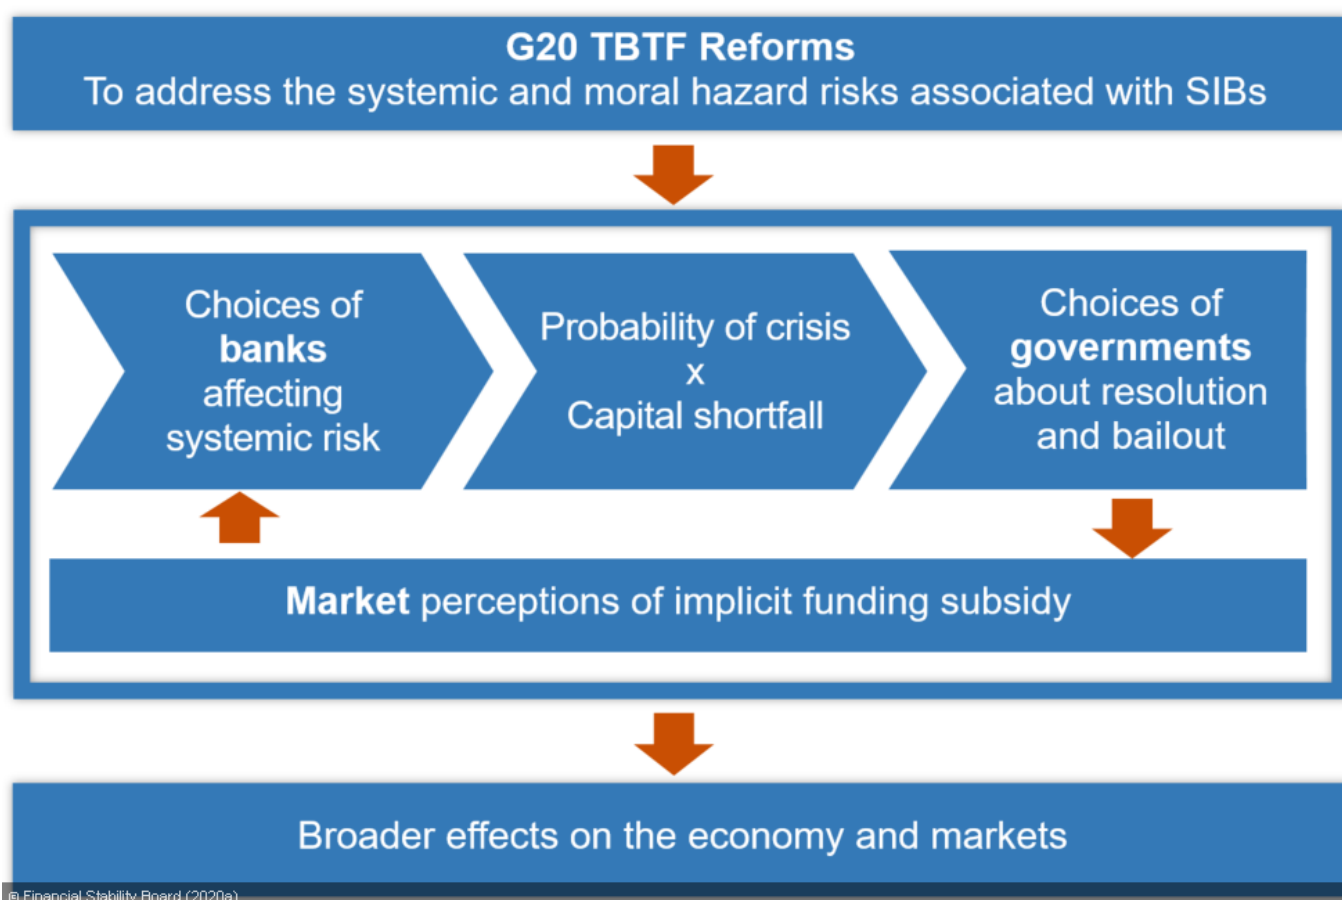 G20 TBTF Reforms
To address the systemic and moral hazard risks associated with SIBs
Choices of
banks
affecting
systemic risk
Probability of crisis
x
Capital shortfall
Choices of
governments
about resolution
and bailout
Market perceptions of implicit funding subsidy
Broader effects on the economy and markets
© Financial Stability Board (2020a)